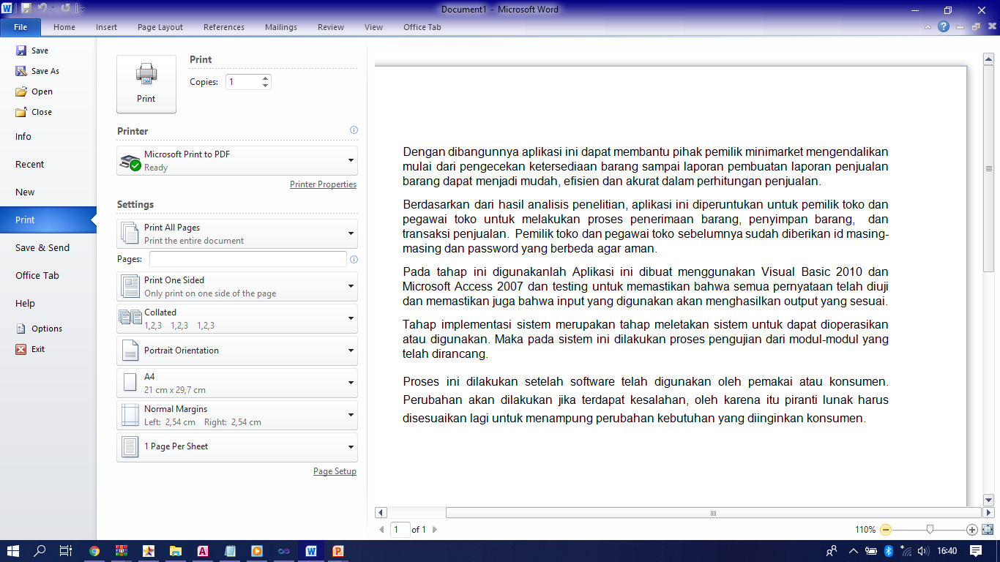 Document1 - Microsoft Word
File Home Insert Page Layout References Mailings Review View Office Tab
Save
Save As
Open
Close
Info
Recent
New
Print
Save & Send
Office Tab
Help
Options
Exit
Print
Print
Copies: 1
Printer
Microsoft Print to PDF
Ready
Printer Properties
Settings
Print All Pages
Print the entire document
Pages:
Print One Sided
Only print on one side of the page
Collated
1,2,3 1,2,3 1,2,3
Portrait Orientation
A4
21 cm x 29,7 cm
Normal Margins
Left: 2,54 cm Right: 2,54 cm
1 Page Per Sheet
Page Setup
Dengan dibangunnya aplikasi ini dapat membantu pihak pemilik minimarket mengendalikan
mulai dari pengecekan ketersediaan barang sampai laporan pembuatan laporan penjualan
barang dapat menjadi mudah, efisien dan akurat dalam perhitungan penjualan.
Berdasarkan dari hasil analisis penelitian, aplikasi ini diperuntukan untuk pemilik toko dan
pegawai toko untuk melakukan proses penerimaan barang, penyimpan barang, dan
transaksi penjualan. Pemilik toko dan pegawai toko sebelumnya sudah diberikan id masing-
masing dan password yang berbeda agar aman.
Pada tahap ini digunakanlah Aplikasi ini dibuat menggunakan Visual Basic 2010 dan
Microsoft Access 2007 dan testing untuk memastikan bahwa semua pernyataan telah diuji
dan memastikan juga bahwa input yang digunakan akan menghasilkan output yang sesuai.
Tahap implementasi sistem merupakan tahap meletakan sistem untuk dapat dioperasikan
atau digunakan. Maka pada sistem ini dilakukan proses pengujian dari modul-modul yang
telah dirancang.
Proses ini dilakukan setelah software telah digunakan oleh pemakai atau konsumen.
Perubahan akan dilakukan jika terdapat kesalahan, oleh karena itu piranti lunak harus
disesuaikan lagi untuk menampung perubahan kebutuhan yang diinginkan konsumen.
1 of 1
110%
16:40